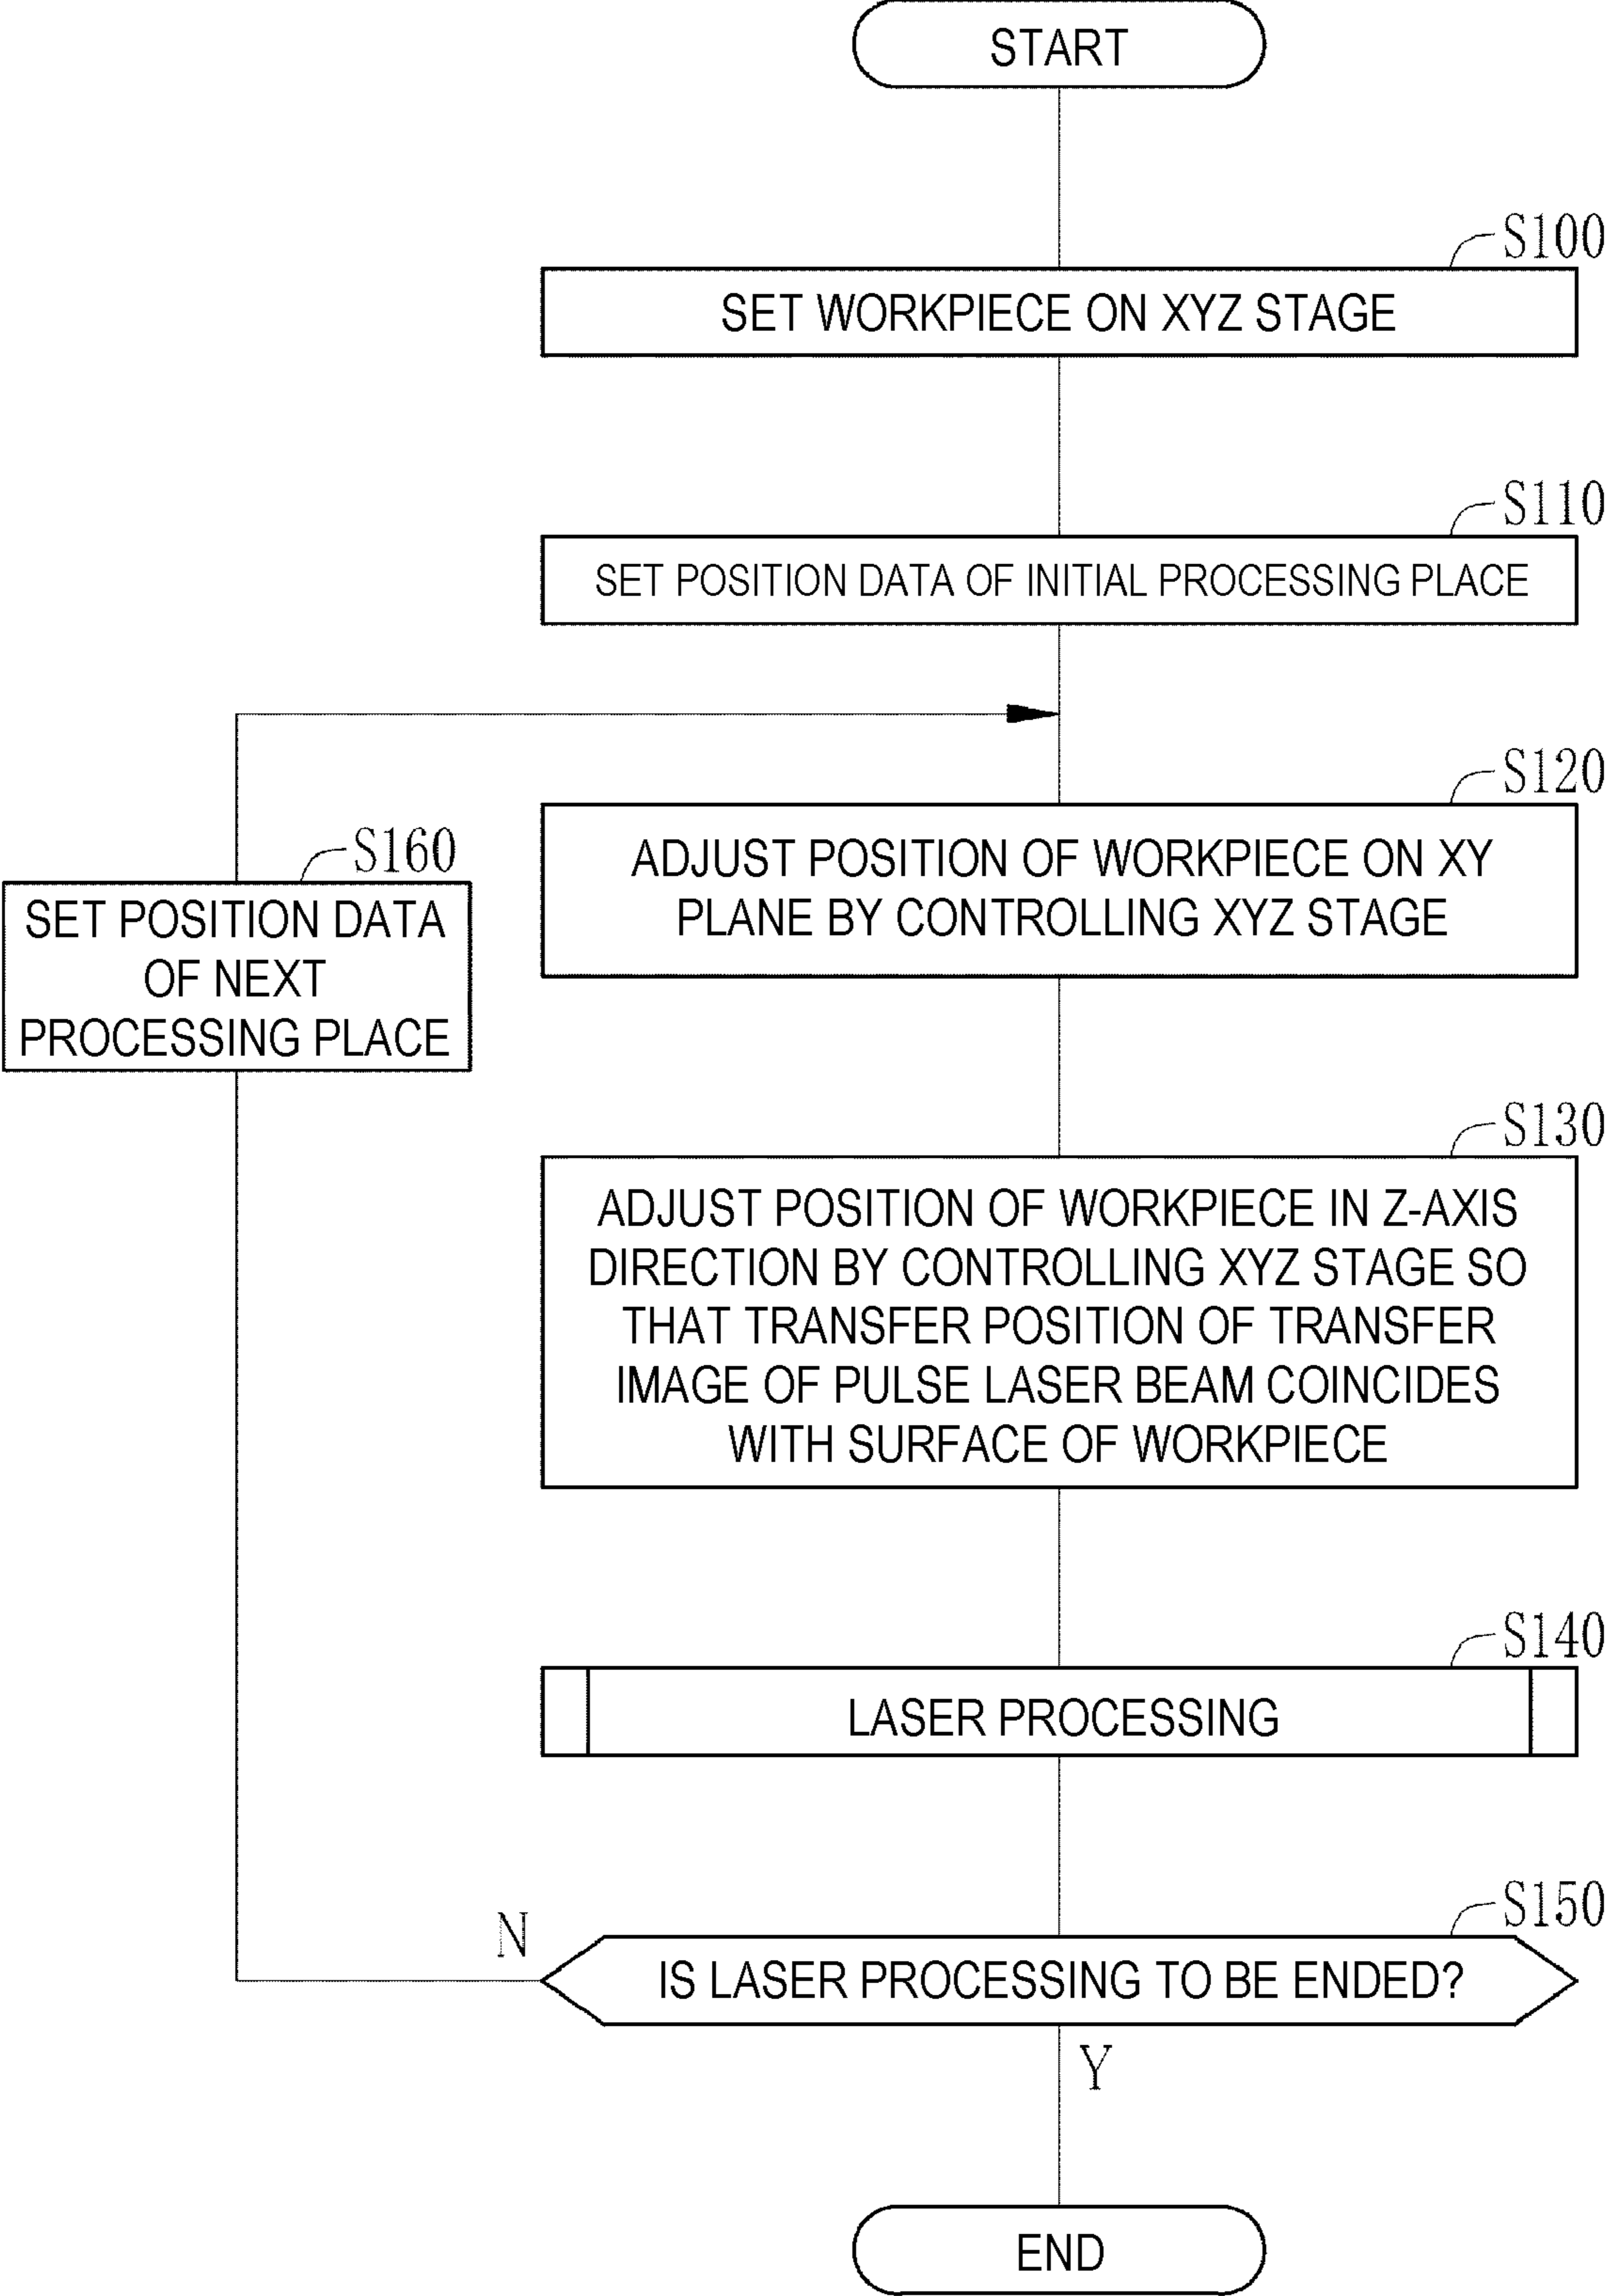 START
S100
SET WORKPIECE ON XYZ STAGE
S110
SET POSITION DATA OF INITIAL PROCESSING PLACE
S120
ADJUST POSITION OF WORKPIECE ON XY
PLANE BY CONTROLLING XYZ STAGE
S160
SET POSITION DATA
OF NEXT
PROCESSING PLACE
S130
ADJUST POSITION OF WORKPIECE IN Z-AXIS
DIRECTION BY CONTROLLING XYZ STAGE SO
THAT TRANSFER POSITION OF TRANSFER
IMAGE OF PULSE LASER BEAM COINCIDES
WITH SURFACE OF WORKPIECE
S140
LASER PROCESSING
S150
N
IS LASER PROCESSING TO BE ENDED?
Y
END